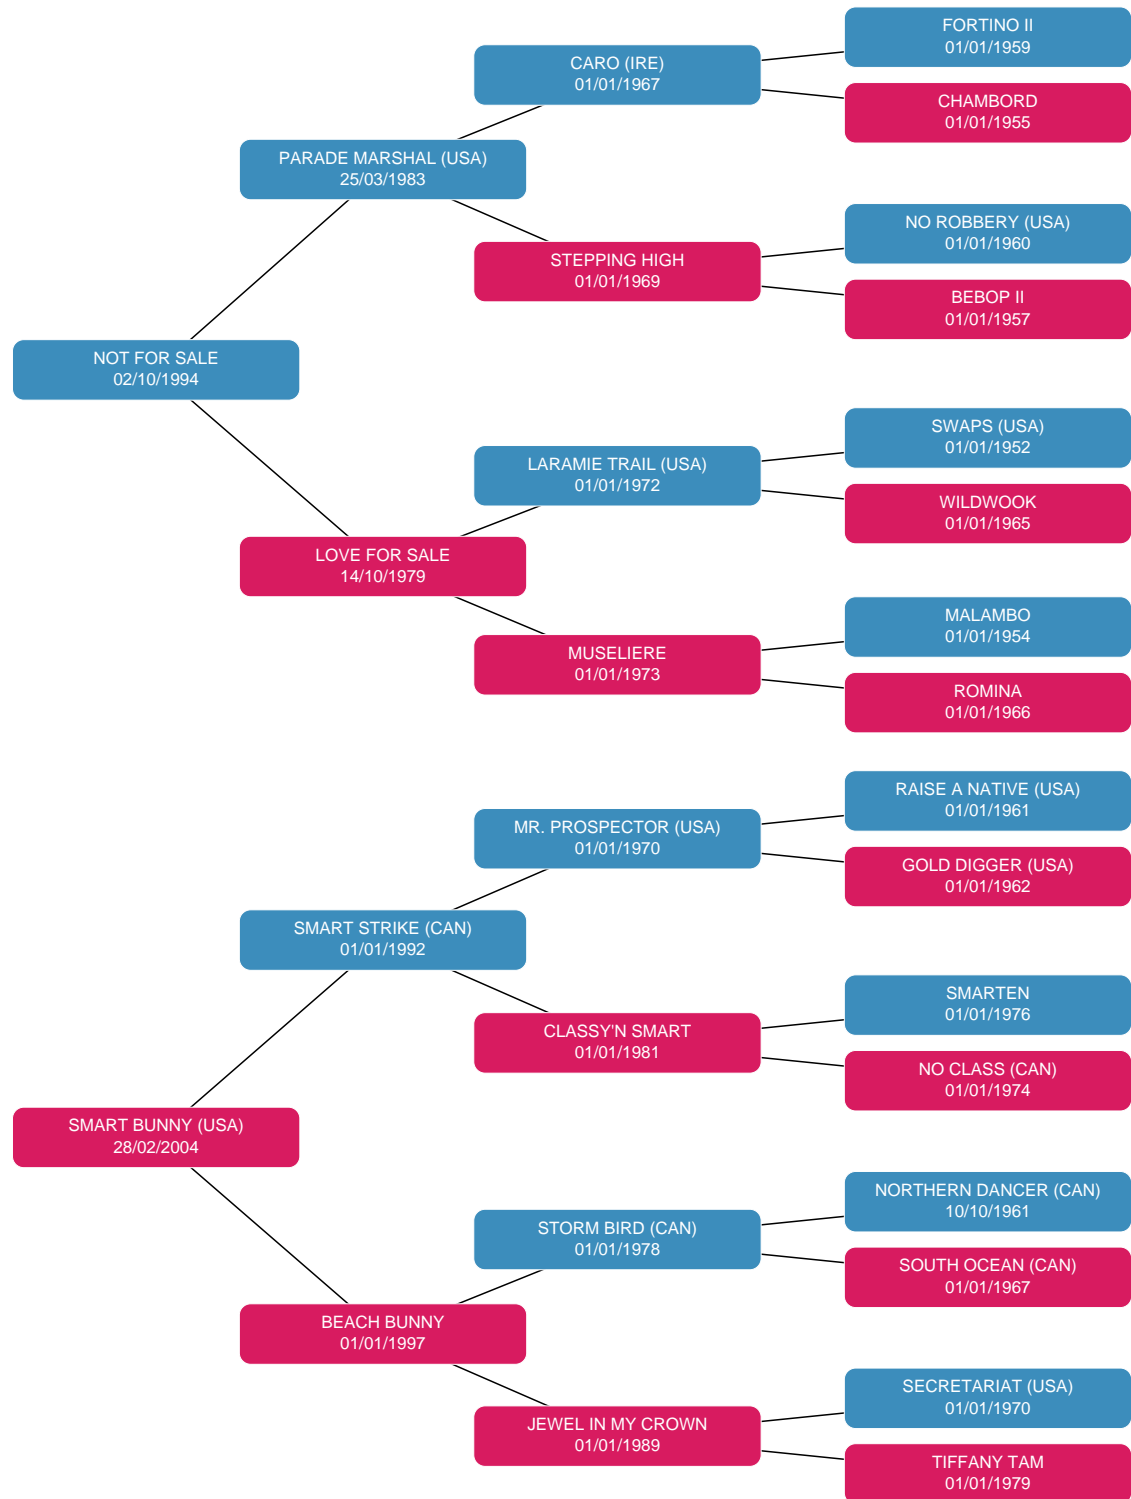 FORTINO II
01/01/1959
CARO (IRE)
01/01/1967
CHAMBORD
01/01/1955
PARADE MARSHAL (USA)
25/03/1983
NO ROBBERY (USA)
01/01/1960
STEPPING HIGH
01/01/1969
BEBOP II
01/01/1957
NOT FOR SALE
02/10/1994
SWAPS (USA)
01/01/1952
LARAMIE TRAIL (USA)
01/01/1972
WILDWOOK
01/01/1965
LOVE FOR SALE
14/10/1979
MALAMBO
01/01/1954
MUSELIERE
01/01/1973
ROMINA
01/01/1966
RAISE A NATIVE (USA)
01/01/1961
MR. PROSPECTOR (USA)
01/01/1970
GOLD DIGGER (USA)
01/01/1962
SMART STRIKE (CAN)
01/01/1992
SMARTEN
01/01/1976
CLASSY'N SMART
01/01/1981
NO CLASS (CAN)
01/01/1974
SMART BUNNY (USA)
28/02/2004
NORTHERN DANCER (CAN)
10/10/1961
STORM BIRD (CAN)
01/01/1978
SOUTH OCEAN (CAN)
01/01/1967
BEACH BUNNY
01/01/1997
SECRETARIAT (USA)
01/01/1970
JEWEL IN MY CROWN
01/01/1989
TIFFANY TAM
01/01/1979